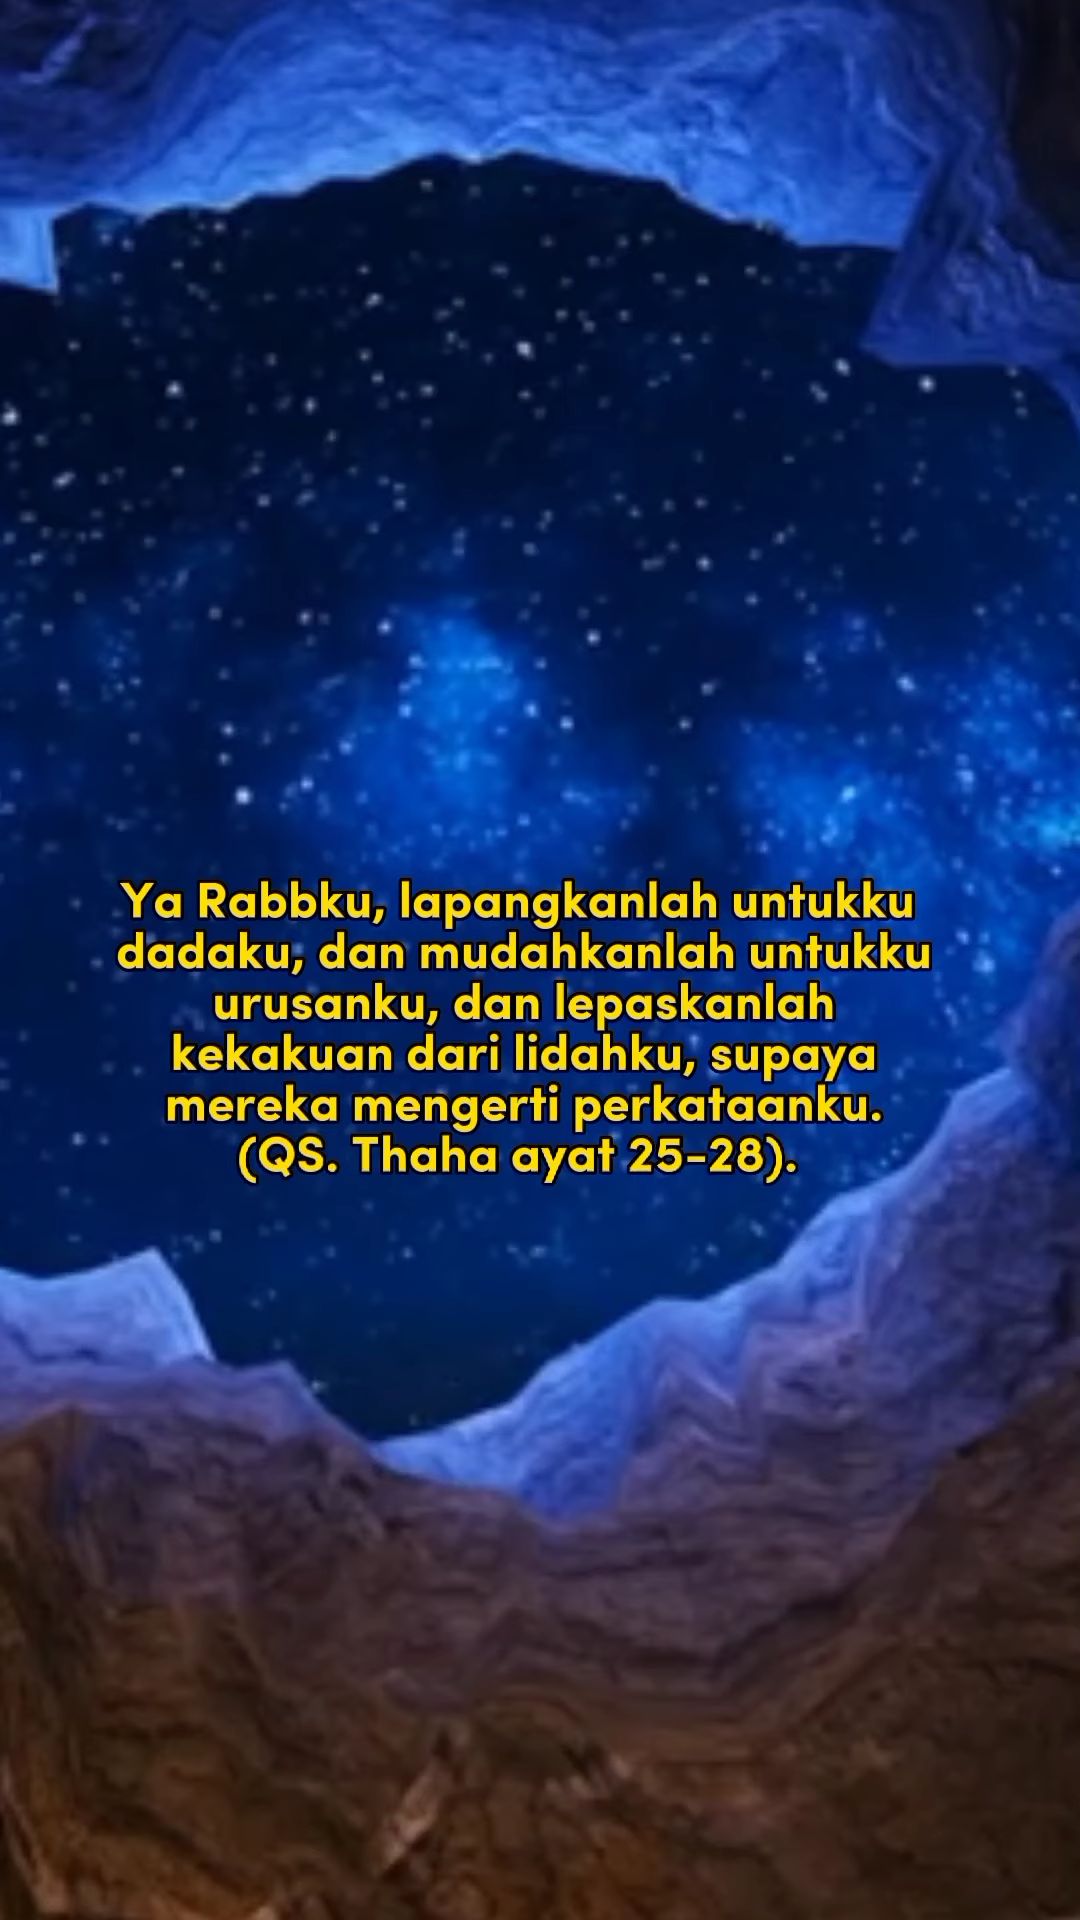 Ya Rabbku, lapangkanlah untukku
dadaku, dan mudahkanlah untukku
urusanku, dan lepaskanlah
kekakuan dari lidahku, supaya
mereka mengerti perkataanku.
(QS. Thaha ayat 25-28).